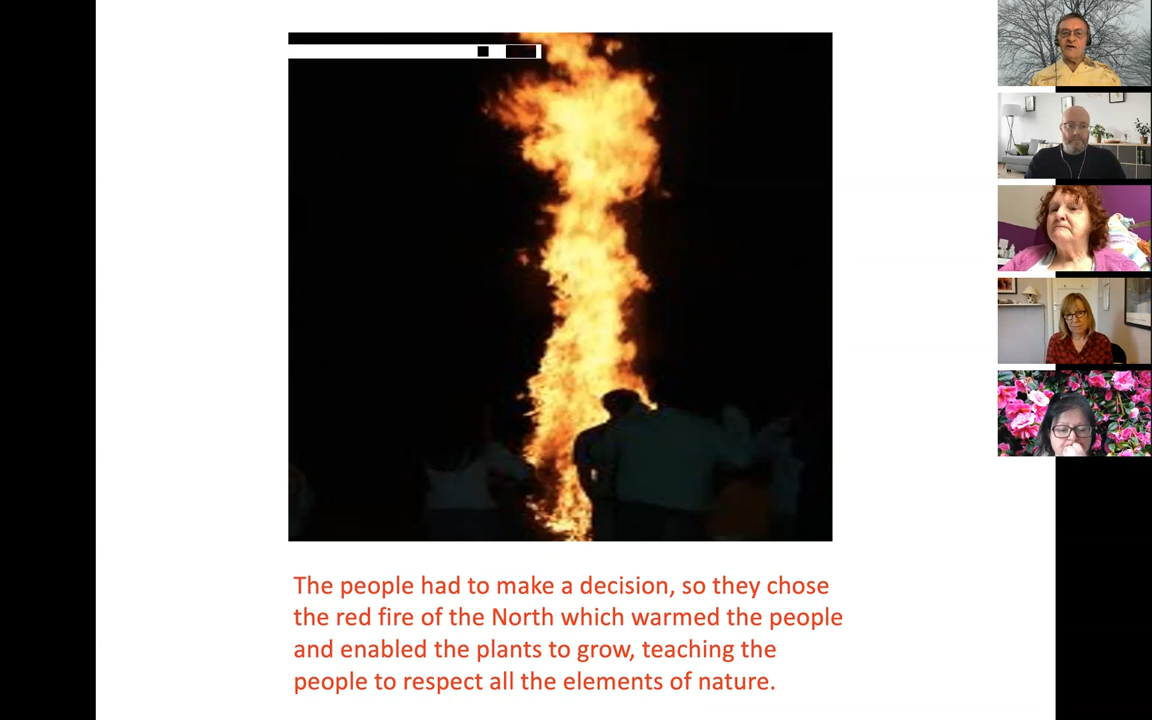 The people had to make a decision, so they chose
the red fire of the North which warmed the people
and enabled the plants to grow, teaching the
people to respect all the elements of nature.